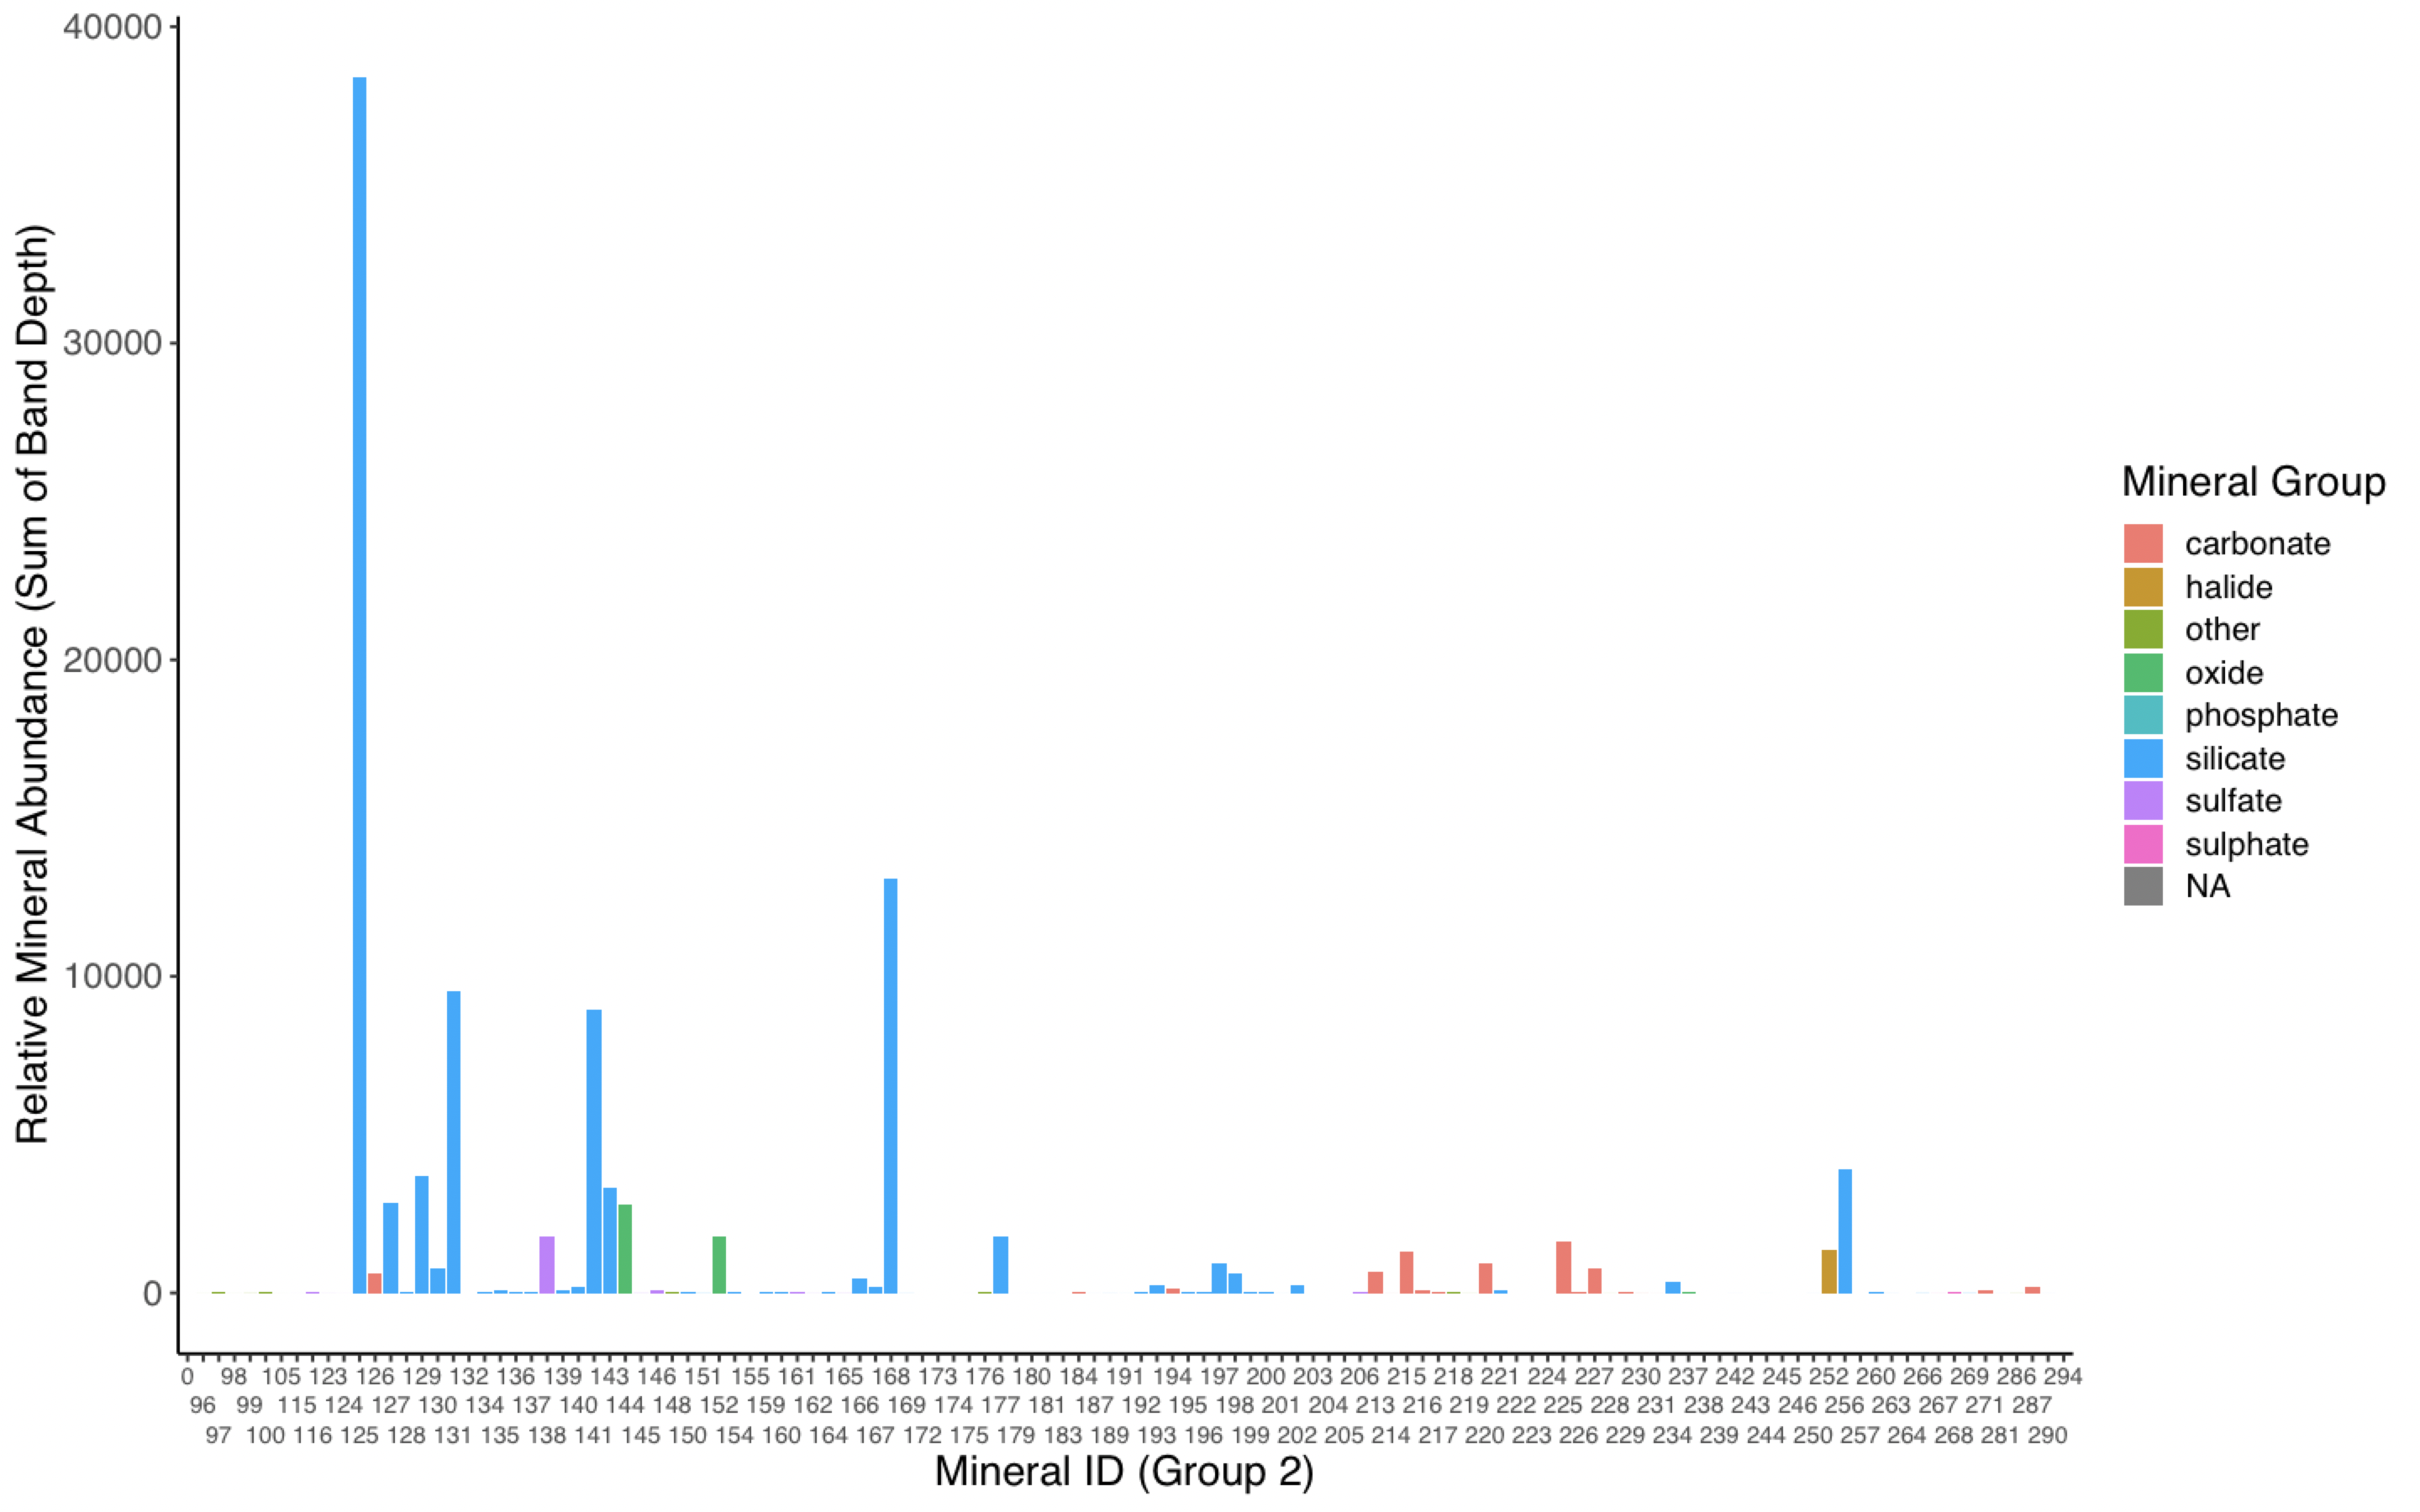 40000
30000
20000
10000
0
Relative Mineral Abundance (Sum of Band Depth)
0 98 105 123 126 129 132 136 139 143 146 151 155 161 165 168 173 176 180 184 191 194 197 200 203 206 215 218 221 224 227 230 237 242 245 252 260 266 269 286 294
96 99 115 124 127 130 134 137 140 144 148 152 159 162 166 169 174 177 181 187 192 195 198 201 204 213 216 219 222 225 228 231 238 243 246 256 263 267 271 287
97 100 116 125 128 131 135 138 141 145 150 154 160 164 167 172 175 179 183 189 193 196 199 202 205 214 217 220 223 226 229 234 239 244 250 257 264 268 281 290
Mineral ID (Group 2)
Mineral Group
carbonate
halide
other
oxide
phosphate
silicate
sulfate
sulphate
NA